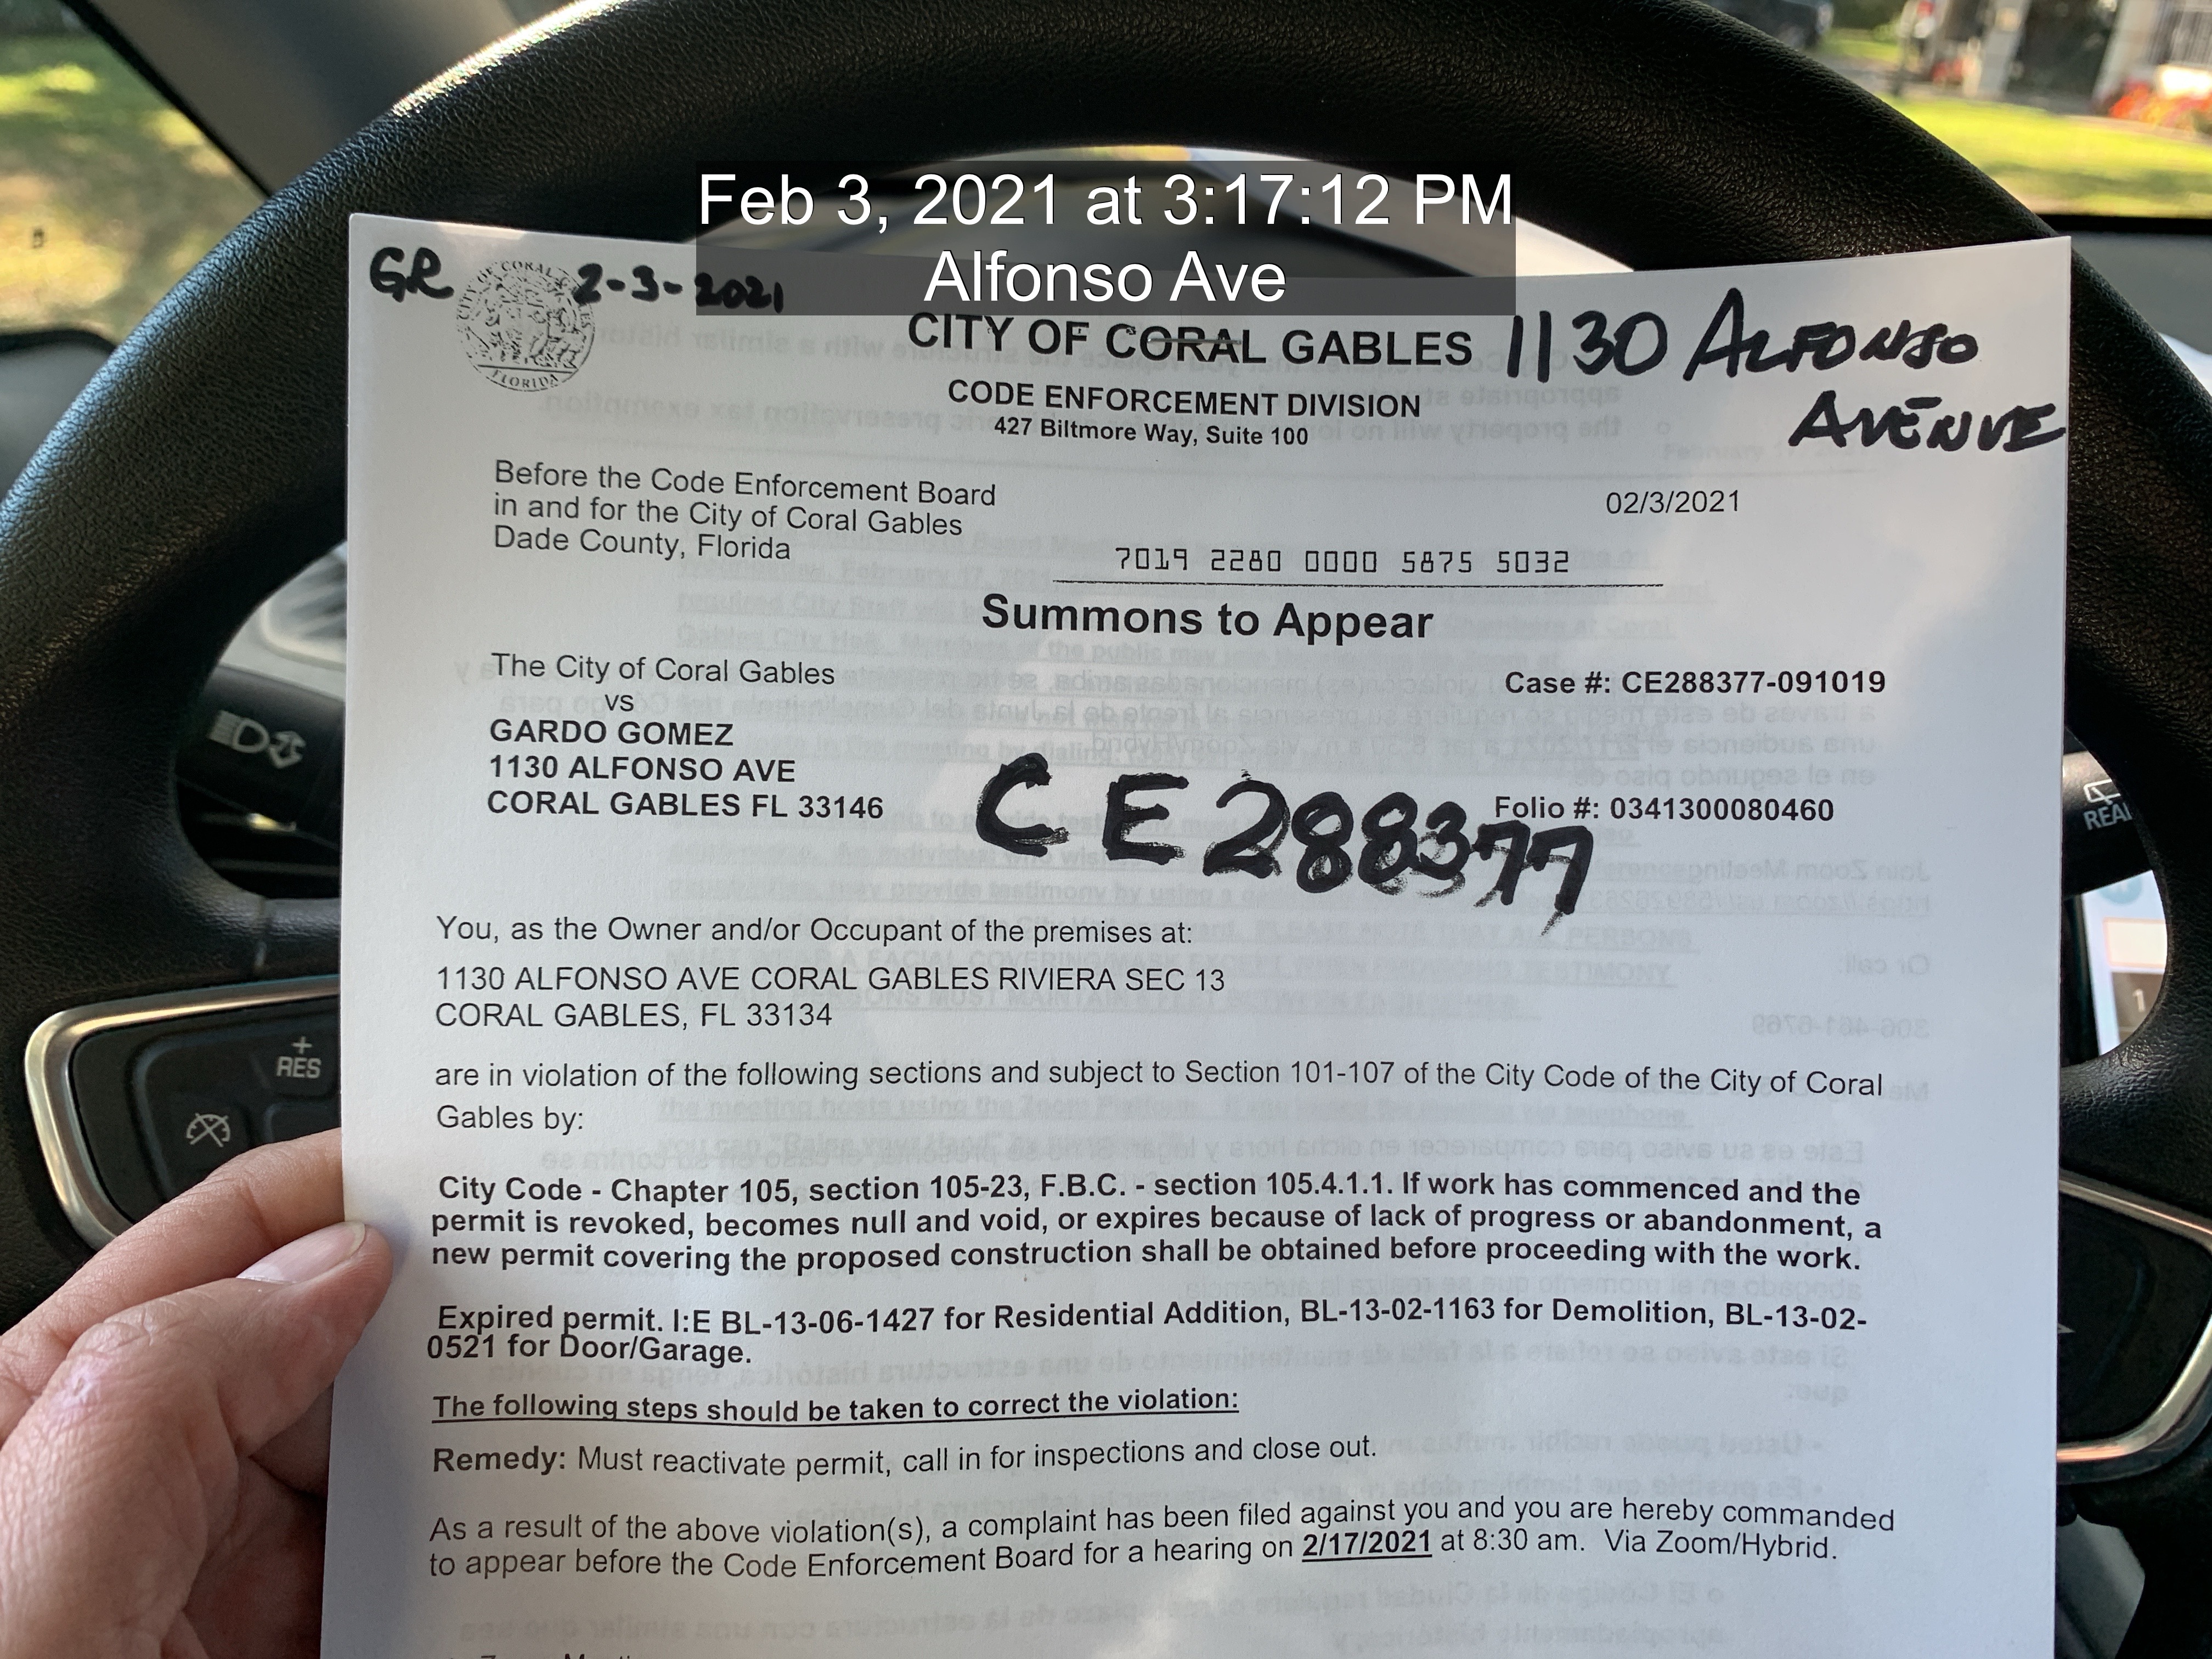 Feb 3, 2021 at 3:17:12 PM
Alfonso Ave
GR 2-3-2021
CITY OF CORAL GABLES
FLORIDA
CITY OF CORAL GABLES 1130 ALFONSO
AVENUE
CODE ENFORCEMENT DIVISION
427 Biltmore Way, Suite 100
Before the Code Enforcement Board
in and for the City of Coral Gables
Dade County, Florida
02/3/2021
7019 2280 0000 5875 5032
Summons to Appear
The City of Coral Gables
vs
GARDO GOMEZ
1130 ALFONSO AVE
CORAL GABLES FL 33146
Case #: CE288377-091019
CE288377
Folio #: 0341300080460
You, as the Owner and/or Occupant of the premises at:
1130 ALFONSO AVE CORAL GABLES RIVIERA SEC 13
CORAL GABLES, FL 33134
are in violation of the following sections and subject to Section 101-107 of the City Code of the City of Coral
Gables by:
City Code - Chapter 105, section 105-23, F.B.C. - section 105.4.1.1. If work has commenced and the
permit is revoked, becomes null and void, or expires because of lack of progress or abandonment, a
new permit covering the proposed construction shall be obtained before proceeding with the work.
Expired permit. I:E BL-13-06-1427 for Residential Addition, BL-13-02-1163 for Demolition, BL-13-02-
0521 for Door/Garage.
The following steps should be taken to correct the violation:
Remedy: Must reactivate permit, call in for inspections and close out.
As a result of the above violation(s), a complaint has been filed against you and you are hereby commanded
to appear before the Code Enforcement Board for a hearing on 2/17/2021 at 8:30 am. Via Zoom/Hybrid.
+
RES
REA
1